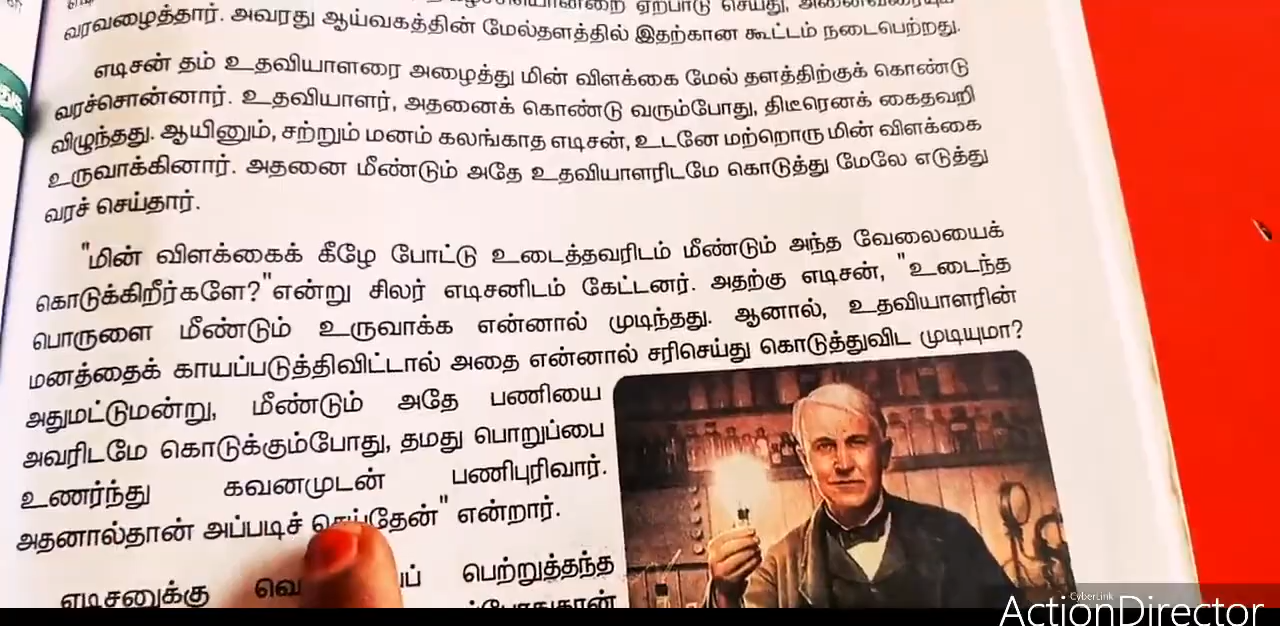 ஏற்பாடு செய்து, அனைவரையும்
வரவழைத்தார். அவரது ஆய்வகத்தின் மேல்தளத்தில் இதற்கான கூட்டம் நடைபெற்றது.
எடிசன் தம் உதவியாளரை அழைத்து மின் விளக்கை மேல் தளத்திற்குக் கொண்டு
வரச்சொன்னார். உதவியாளர், அதனைக் கொண்டு வரும்போது, திடீரெனக் கைதவறி
விழுந்தது. ஆயினும், சற்றும் மனம் கலங்காத எடிசன், உடனே மற்றொரு மின் விளக்கை
உருவாக்கினார். அதனை மீண்டும் அதே உதவியாளரிடமே கொடுத்து மேலே எடுத்து
வரச் செய்தார்.
"மின் விளக்கைக் கீழே போட்டு உடைத்தவரிடம் மீண்டும் அந்த வேலையைக்
கொடுக்கிறீர்களே?" என்று சிலர் எடிசனிடம் கேட்டனர். அதற்கு எடிசன், "உடைந்த
பொருளை மீண்டும் உருவாக்க என்னால் முடிந்தது. ஆனால், உதவியாளரின்
மனத்தைக் காயப்படுத்திவிட்டால் அதை என்னால் சரிசெய்து கொடுத்துவிட முடியுமா?
அதுமட்டுமன்று, மீண்டும் அதே பணியை
அவரிடமே கொடுக்கும்போது, தமது பொறுப்பை
உணர்ந்து கவனமுடன் பணிபுரிவார்.
அதனால்தான் அப்படிச் செய்தேன்" என்றார்.
எடிசனுக்கு பெற்றுத்தந்த
CyberLink
ActionDirector